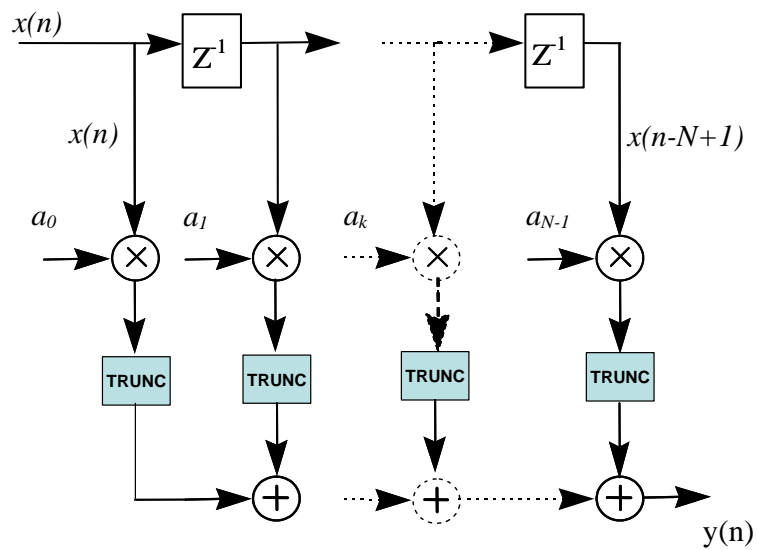 x(n)
Z-1
Z-1
x(n)
x(n-N+1)
a0
a1
ak
aN-1
TRUNC
TRUNC
TRUNC
TRUNC
y(n)